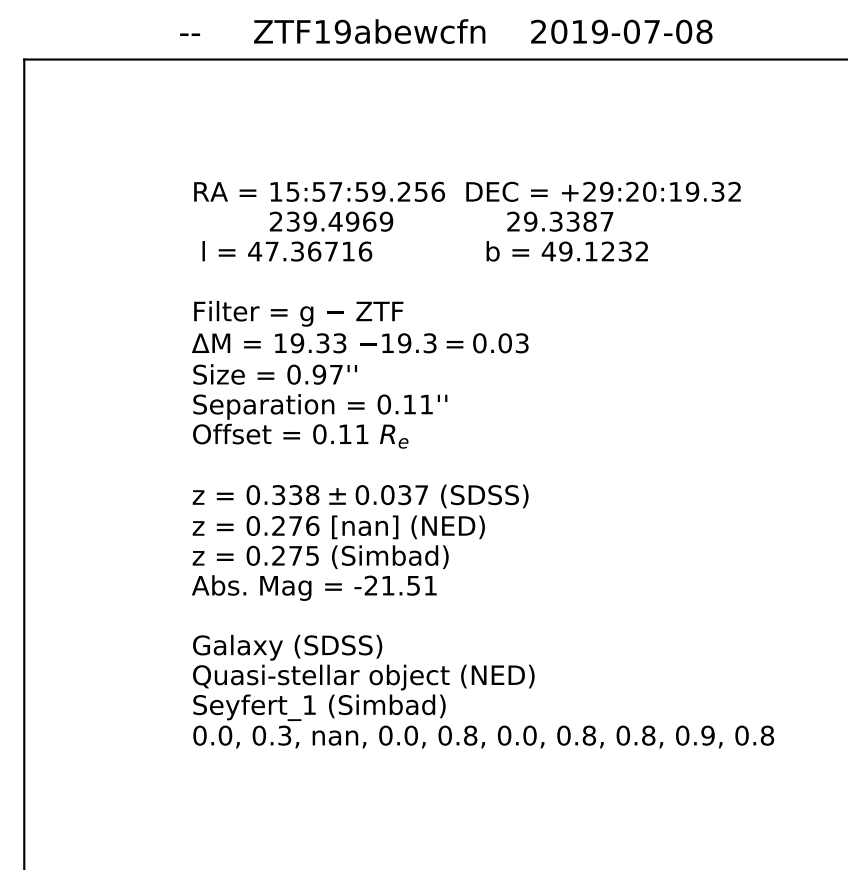 --   ZTF19abewcfn   2019-07-08
RA = 15:57:59.256  DEC = +29:20:19.32
239.4969   29.3387
l = 47.36716   b = 49.1232
Filter = g − ZTF
ΔM = 19.33 −19.3 = 0.03
Size = 0.97''
Separation = 0.11''
Offset = 0.11 Rₑ
z = 0.338 ± 0.037 (SDSS)
z = 0.276 [nan] (NED)
z = 0.275 (Simbad)
Abs. Mag = -21.51
Galaxy (SDSS)
Quasi-stellar object (NED)
Seyfert_1 (Simbad)
0.0, 0.3, nan, 0.0, 0.8, 0.0, 0.8, 0.8, 0.9, 0.8